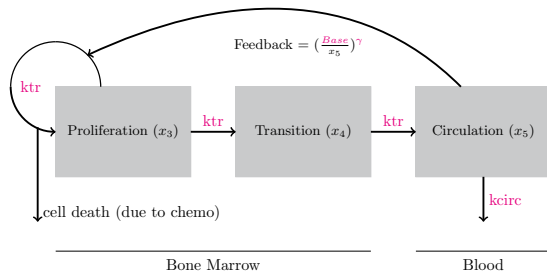 Feedback = (Base/x₅)^γ
ktr
Proliferation (x₃)
ktr
Transition (x₄)
ktr
Circulation (x₅)
kcirc
cell death (due to chemo)
Bone Marrow
Blood